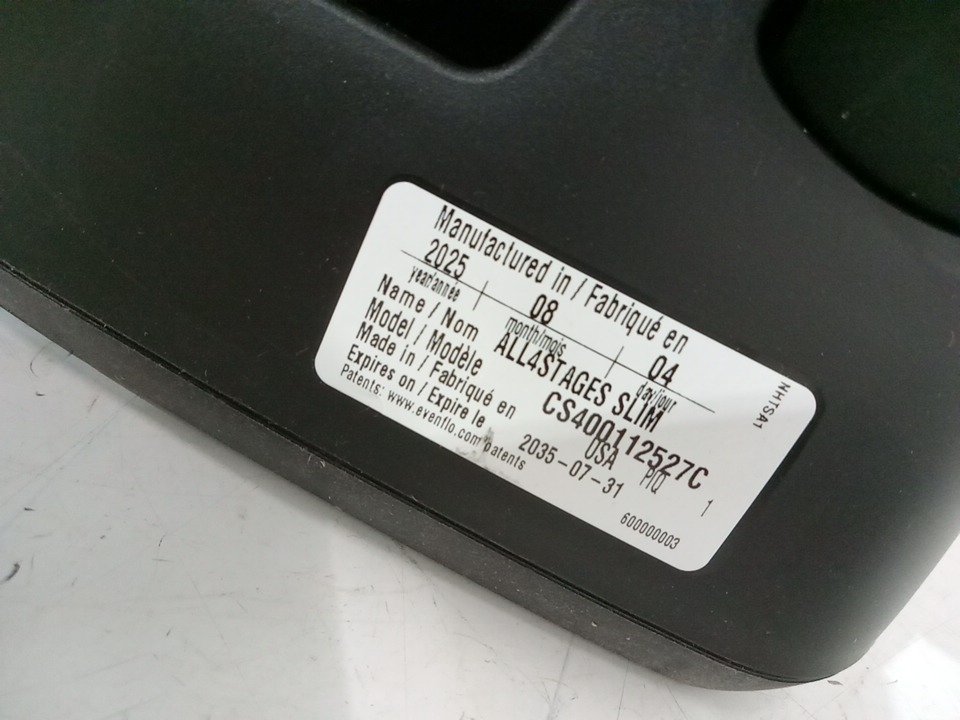 Manufactured in / Fabriqué en
2025 | 08 | 04
year/année month/mois day/jour
Name / Nom ALL4STAGES SLIM
Model / Modèle CS400112527C
Made in / Fabriqué en USA PIQ 1
Expires on / Expire le 2035-07-31
Patents: www.evenflo.com/patents
600000003
NHTSA1